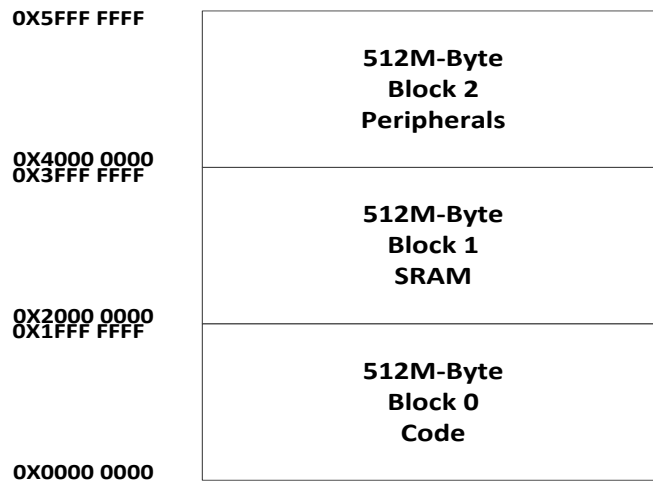 0X5FFF FFFF
512M-Byte
Block 2
Peripherals
0X4000 0000
0X3FFF FFFF
512M-Byte
Block 1
SRAM
0X2000 0000
0X1FFF FFFF
512M-Byte
Block 0
Code
0X0000 0000